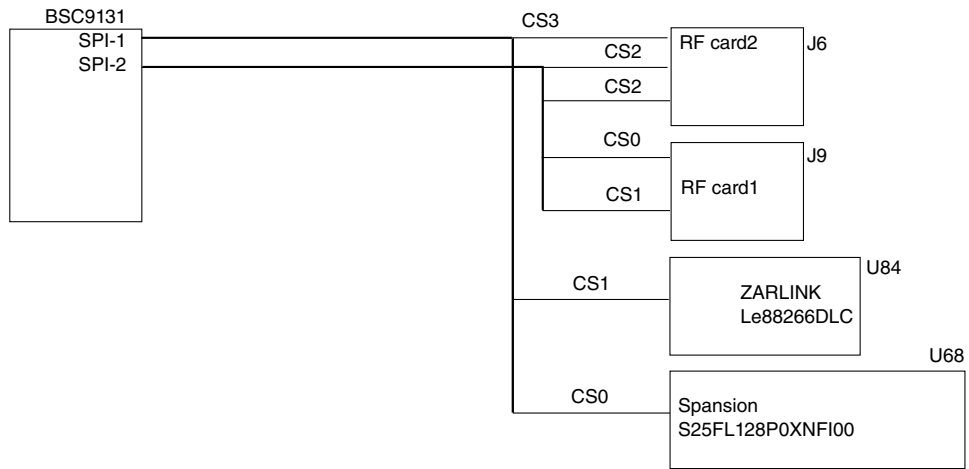 BSC9131
SPI-1
SPI-2
CS3
CS2
CS2
RF card2
J6
CS0
CS1
RF card1
J9
CS1
ZARLINK
Le88266DLC
U84
CS0
Spansion
S25FL128P0XNFI00
U68